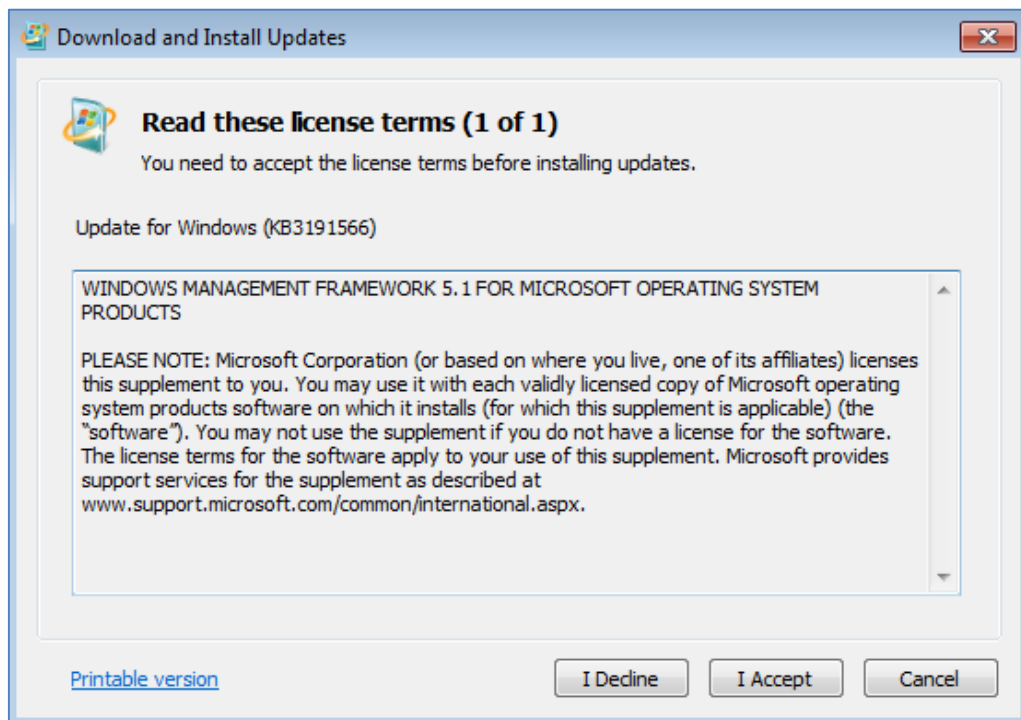 Download and Install Updates
Read these license terms (1 of 1)
You need to accept the license terms before installing updates.
Update for Windows (KB3191566)
WINDOWS MANAGEMENT FRAMEWORK 5.1 FOR MICROSOFT OPERATING SYSTEM
PRODUCTS
PLEASE NOTE: Microsoft Corporation (or based on where you live, one of its affiliates) licenses
this supplement to you. You may use it with each validly licensed copy of Microsoft operating
system products software on which it installs (for which this supplement is applicable) (the
“software”). You may not use the supplement if you do not have a license for the software.
The license terms for the software apply to your use of this supplement. Microsoft provides
support services for the supplement as described at
www.support.microsoft.com/common/international.aspx.
Printable version
I Decline
I Accept
Cancel